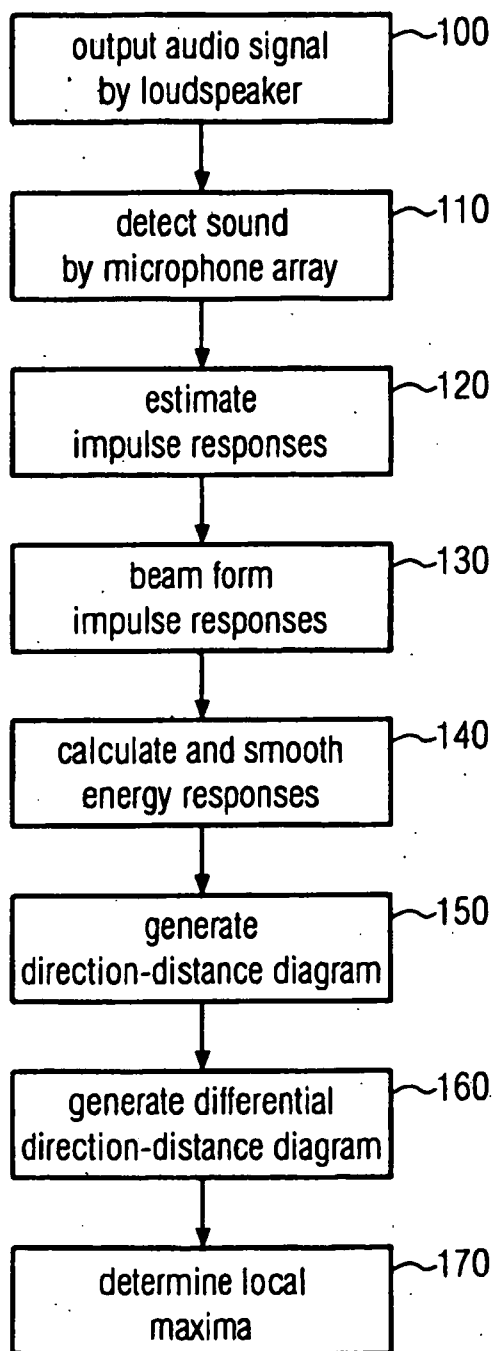 output audio signal
by loudspeaker
100
detect sound
by microphone array
110
estimate
impulse responses
120
beam form
impulse responses
130
calculate and smooth
energy responses
140
generate
direction-distance diagram
150
generate differential
direction-distance diagram
160
determine local
maxima
170